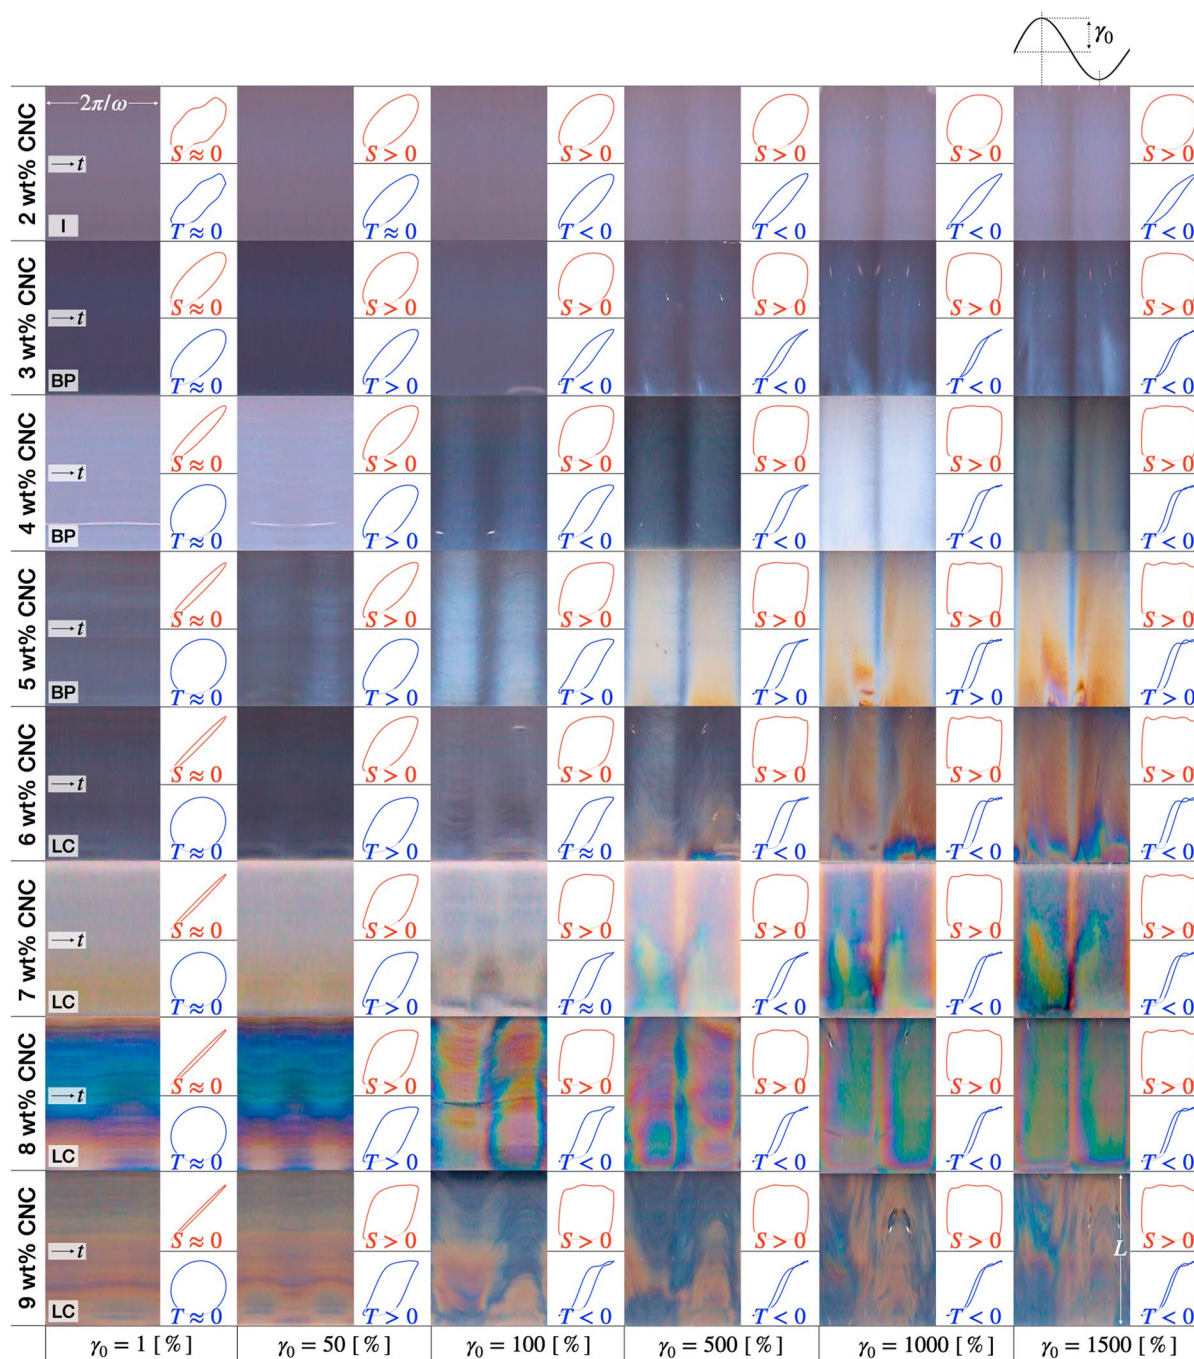 γ₀
2 wt% CNC
2π/ω
→ t
I
S ≈ 0
T ≈ 0
S > 0
T ≈ 0
S > 0
T < 0
S > 0
T < 0
S > 0
T < 0
S > 0
T < 0
3 wt% CNC
→ t
BP
S ≈ 0
T ≈ 0
S > 0
T > 0
S > 0
T < 0
S > 0
T < 0
S > 0
T < 0
S > 0
T < 0
4 wt% CNC
→ t
BP
S ≈ 0
T ≈ 0
S > 0
T > 0
S > 0
T < 0
S > 0
T < 0
S > 0
T < 0
S > 0
T < 0
5 wt% CNC
→ t
BP
S ≈ 0
T ≈ 0
S > 0
T > 0
S > 0
T > 0
S > 0
T > 0
S > 0
T > 0
S > 0
T > 0
6 wt% CNC
→ t
LC
S ≈ 0
T ≈ 0
S > 0
T > 0
S > 0
T ≈ 0
S > 0
T < 0
S > 0
T < 0
S > 0
T < 0
7 wt% CNC
→ t
LC
S ≈ 0
T ≈ 0
S > 0
T > 0
S > 0
T ≈ 0
S > 0
T < 0
S > 0
T < 0
S > 0
T < 0
8 wt% CNC
→ t
LC
S ≈ 0
T ≈ 0
S > 0
T > 0
S > 0
T < 0
S > 0
T < 0
S > 0
T < 0
S > 0
T < 0
9 wt% CNC
→ t
LC
S ≈ 0
T ≈ 0
S > 0
T > 0
S > 0
T < 0
S > 0
T < 0
S > 0
T < 0
L
S > 0
T < 0
γ₀ = 1 [ % ]
γ₀ = 50 [ % ]
γ₀ = 100 [ % ]
γ₀ = 500 [ % ]
γ₀ = 1000 [ % ]
γ₀ = 1500 [ % ]